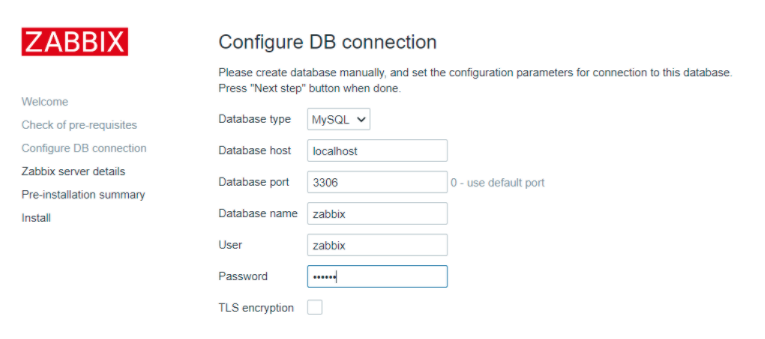 ZABBIX
Configure DB connection
Please create database manually, and set the configuration parameters for connection to this database.
Press "Next step" button when done.
Welcome
Check of pre-requisites
Configure DB connection
Zabbix server details
Pre-installation summary
Install
Database type MySQL
Database host localhost
Database port 3306 0 - use default port
Database name zabbix
User zabbix
Password ••••••
TLS encryption